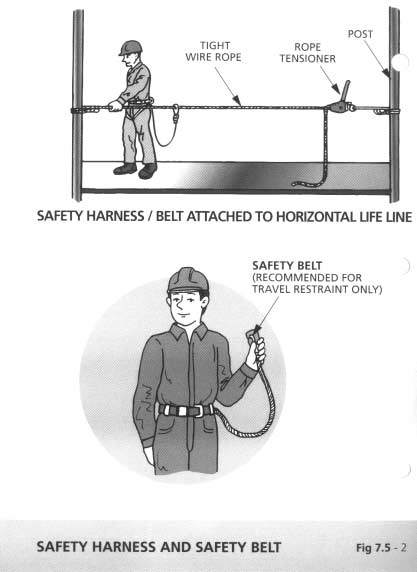 TIGHT
WIRE ROPE
ROPE
TENSIONER
POST
SAFETY HARNESS / BELT ATTACHED TO HORIZONTAL LIFE LINE
SAFETY BELT
(RECOMMENDED FOR
TRAVEL RESTRAINT ONLY)
SAFETY HARNESS AND SAFETY BELT Fig 7.5 - 2